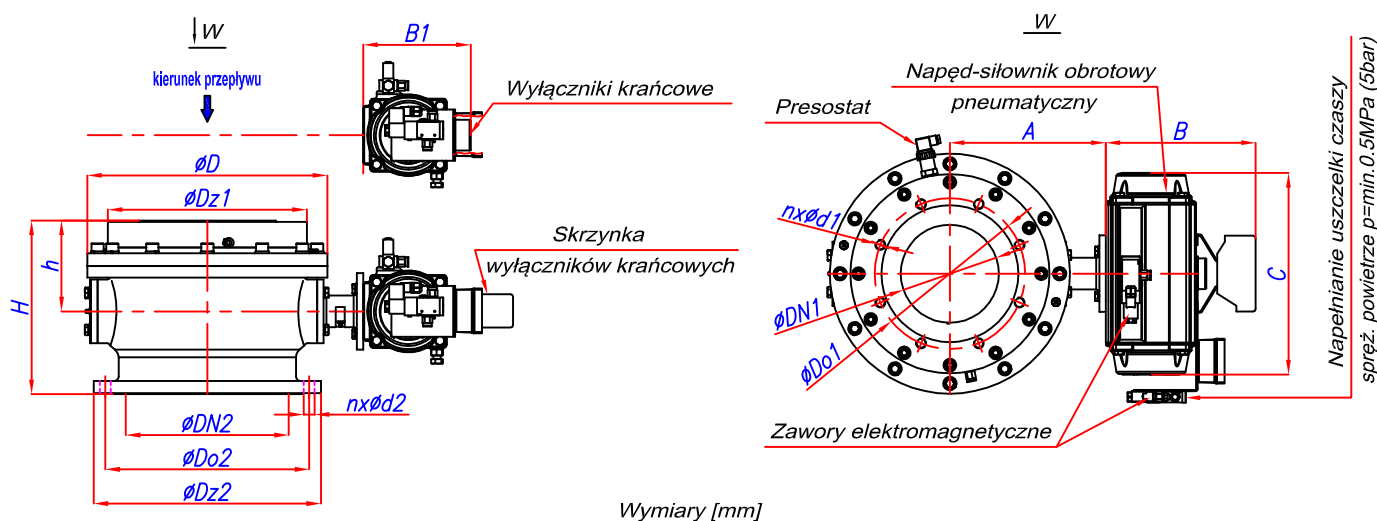 W
kierunek przepływu
B1
Wyłączniki krańcowe
øD
øDz1
h
H
Skrzynka
wyłączników krańcowych
nxød2
øDN2
øDo2
øDz2
W
Napęd-siłownik obrotowy
pneumatyczny
Presostat
A
B
nxød1
C
øDN1
øDo1
Zawory elektromagnetyczne
Napełnianie uszczelki czaszy
spręż. powietrze p=min.0.5MPa (5bar)
Wymiary [mm]